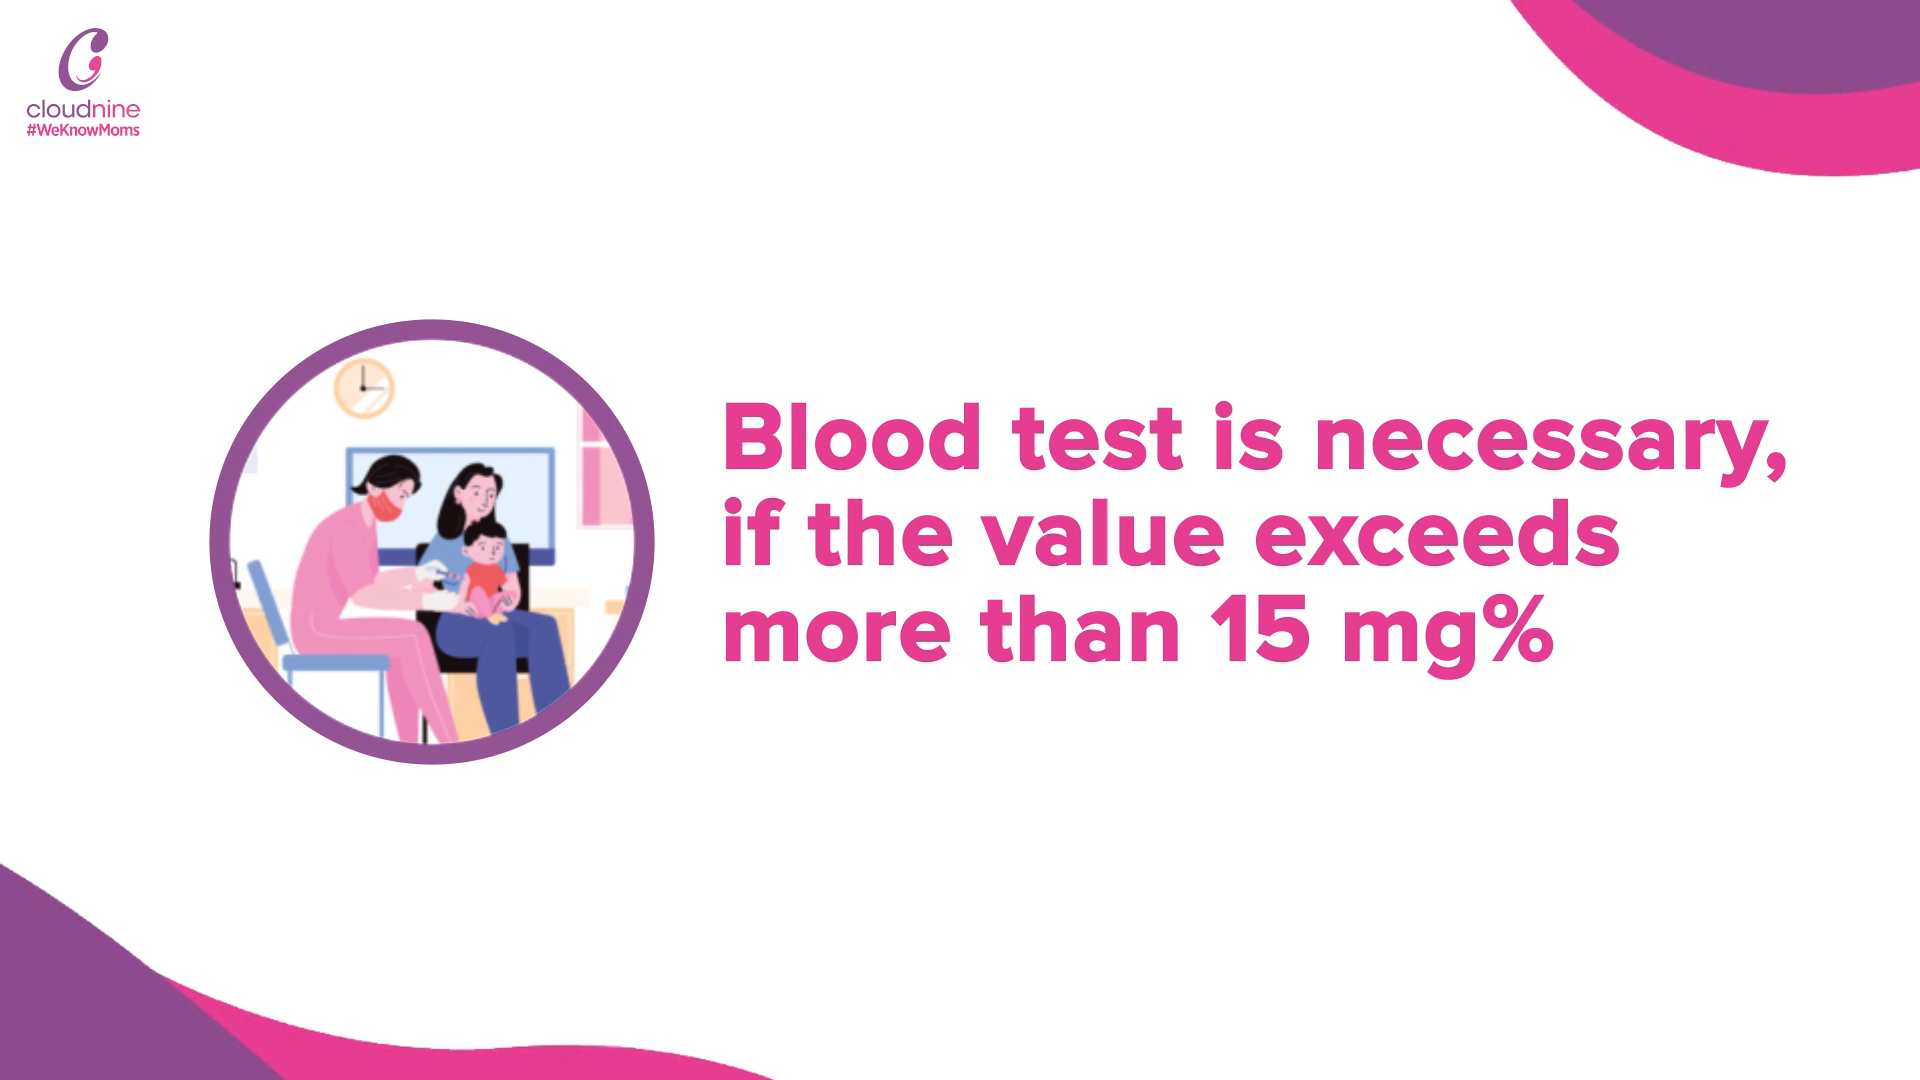 cloudnine
#WeKnowMoms
Blood test is necessary,
if the value exceeds
more than 15 mg%